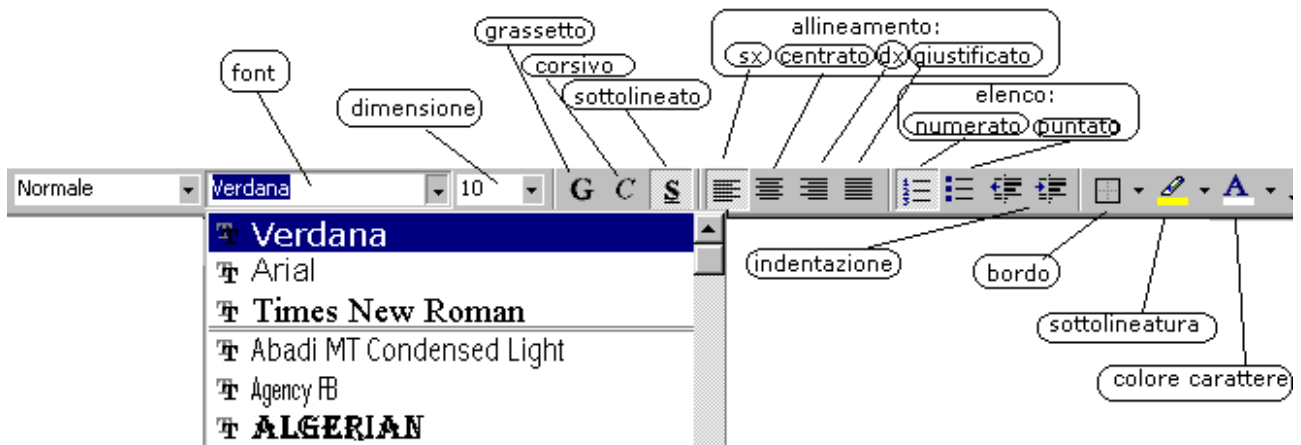 allineamento:
grassetto
sx centrato dx giustificato
font
corsivo
sottolineato
elenco:
dimensione
numerato puntato
Normale Verdana 10 G C S A
Verdana
Arial
indentazione
bordo
Times New Roman
sottolineatura
Abadi MT Condensed Light
Agency FB
colore carattere
ALGERIAN